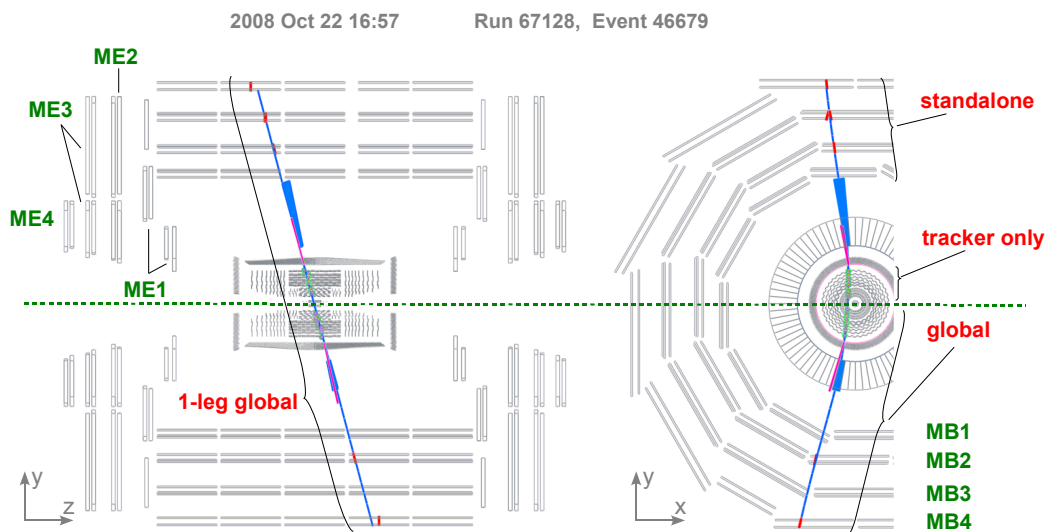 2008 Oct 22 16:57 Run 67128, Event 46679
ME2
ME3
ME4
ME1
1-leg global
y
z
standalone
tracker only
global
MB1
MB2
MB3
MB4
y
x